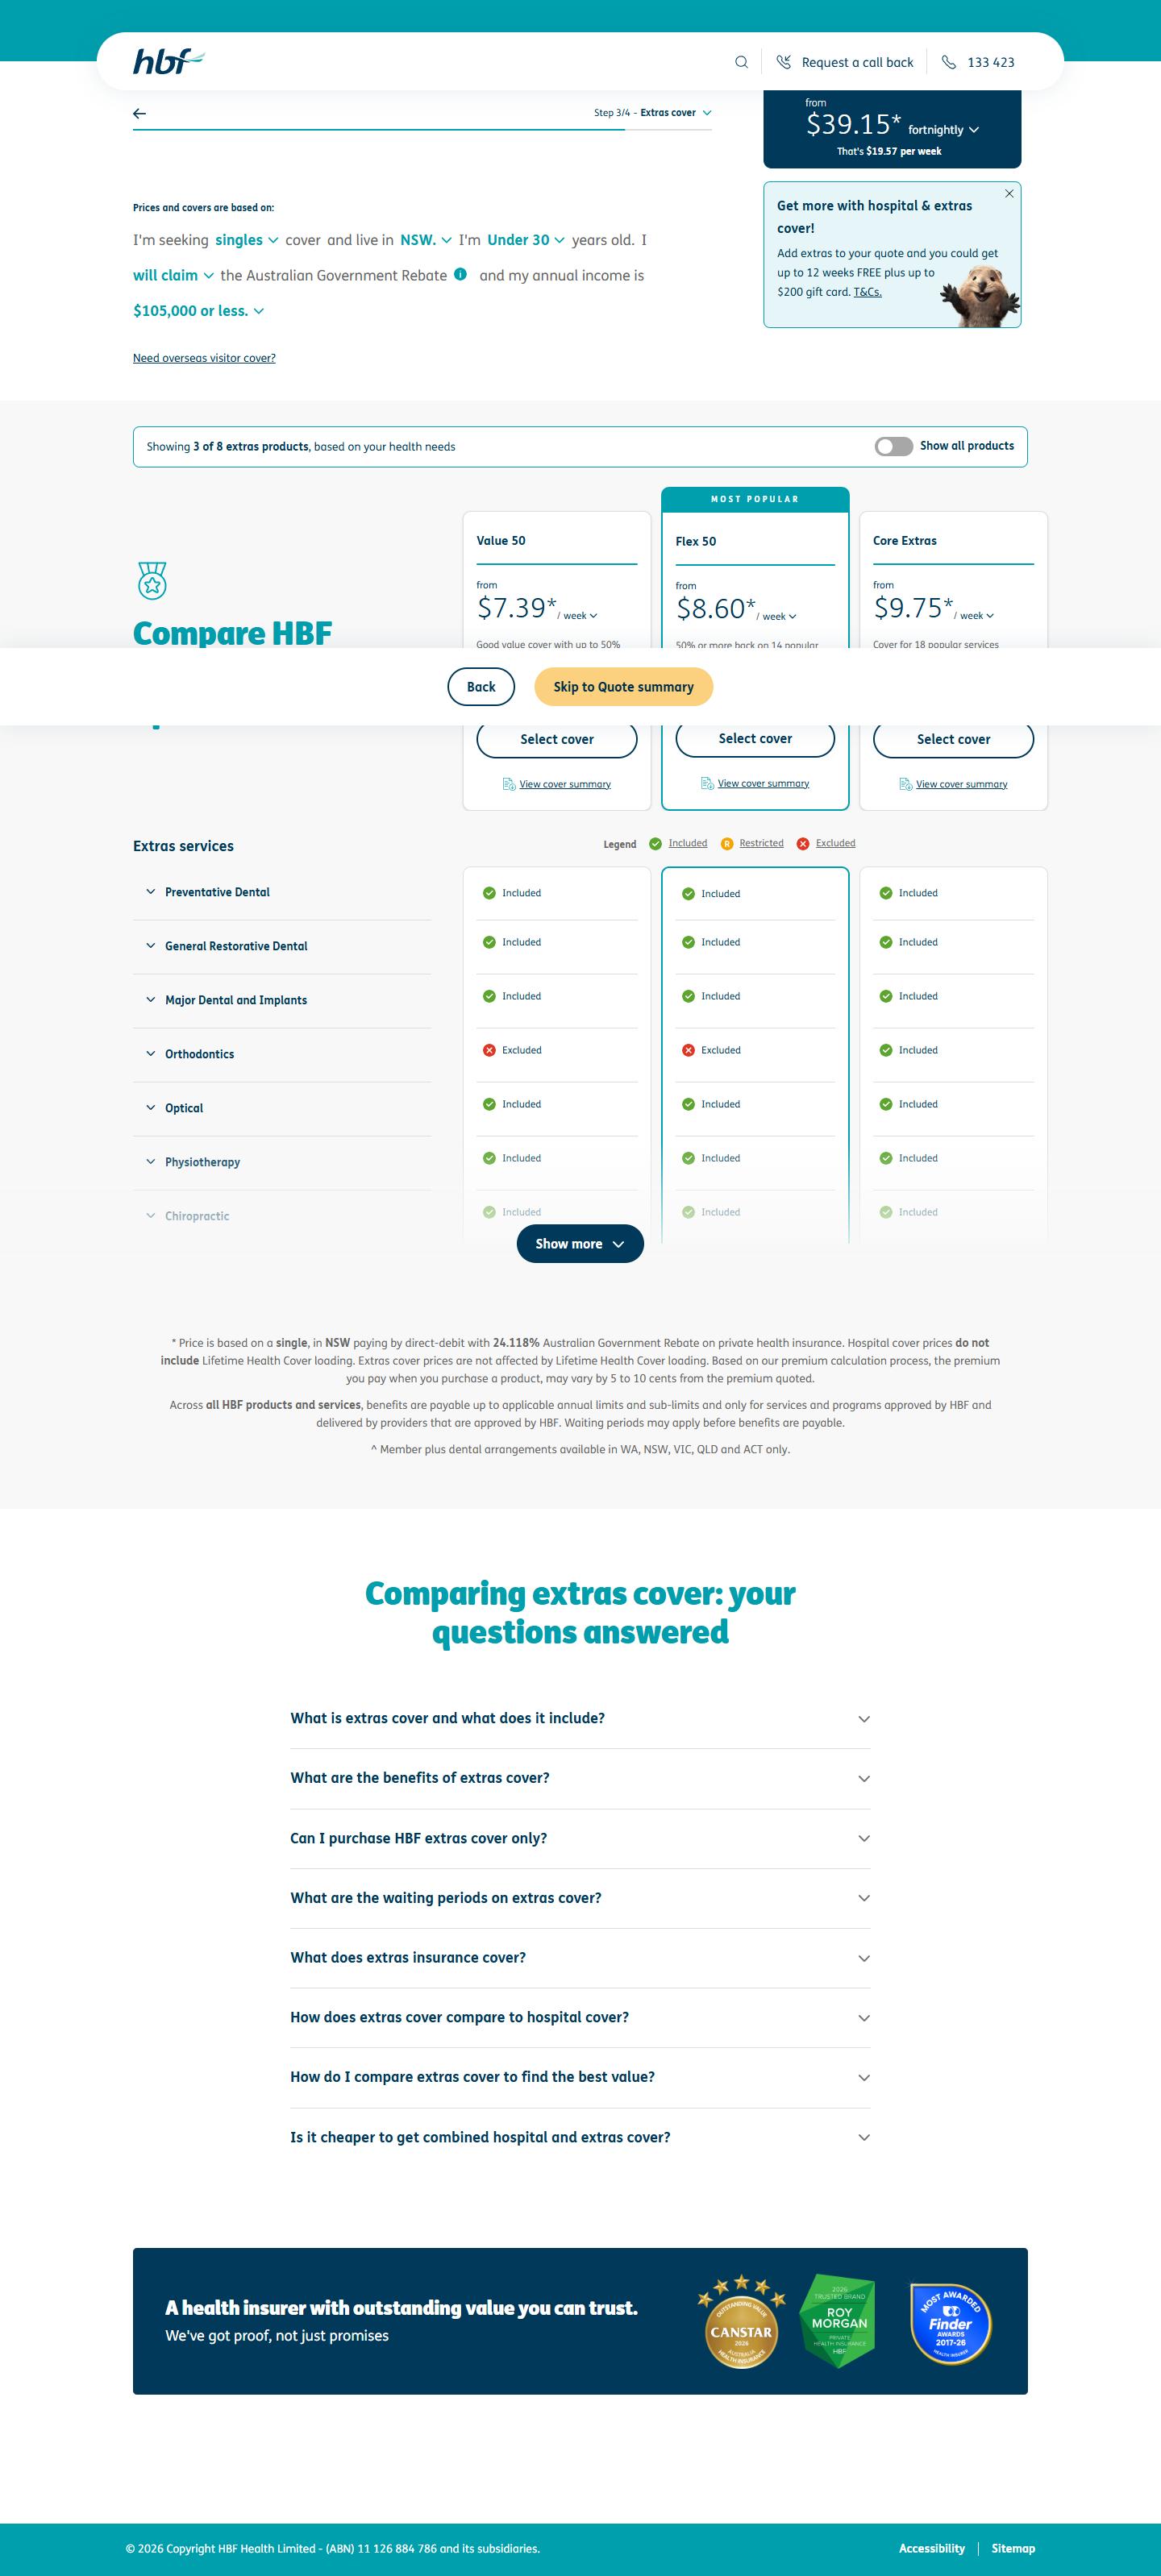 hbf
Request a call back
133 423
Step 3/4 - Extras cover
from
$39.15* fortnightly
That's $19.57 per week
Prices and covers are based on:
I'm seeking singles cover and live in NSW. I'm Under 30 years old. I
will claim the Australian Government Rebate i and my annual income is
$105,000 or less.
Need overseas visitor cover?
Get more with hospital & extras
cover!
Add extras to your quote and you could get
up to 12 weeks FREE plus up to
$200 gift card. T&Cs.
Showing 3 of 8 extras products, based on your health needs
Show all products
MOST POPULAR
Value 50
Flex 50
Core Extras
from
from
from
$7.39* / week
$8.60* / week
$9.75* / week
Compare HBF
Good value cover with up to 50%
50% or more back on 14 popular
Cover for 18 popular services
Back
Skip to Quote summary
Select cover
Select cover
Select cover
View cover summary
View cover summary
View cover summary
Extras services
Legend Included R Restricted Excluded
Preventative Dental
Included
Included
Included
General Restorative Dental
Included
Included
Included
Major Dental and Implants
Included
Included
Included
Orthodontics
Excluded
Excluded
Included
Optical
Included
Included
Included
Physiotherapy
Included
Included
Included
Chiropractic
Included
Included
Included
Show more
* Price is based on a single, in NSW paying by direct-debit with 24.118% Australian Government Rebate on private health insurance. Hospital cover prices do not
include Lifetime Health Cover loading. Extras cover prices are not affected by Lifetime Health Cover loading. Based on our premium calculation process, the premium
you pay when you purchase a product, may vary by 5 to 10 cents from the premium quoted.
Across all HBF products and services, benefits are payable up to applicable annual limits and sub-limits and only for services and programs approved by HBF and
delivered by providers that are approved by HBF. Waiting periods may apply before benefits are payable.
^ Member plus dental arrangements available in WA, NSW, VIC, QLD and ACT only.
Comparing extras cover: your
questions answered
What is extras cover and what does it include?
What are the benefits of extras cover?
Can I purchase HBF extras cover only?
What are the waiting periods on extras cover?
What does extras insurance cover?
How does extras cover compare to hospital cover?
How do I compare extras cover to find the best value?
Is it cheaper to get combined hospital and extras cover?
A health insurer with outstanding value you can trust.
We've got proof, not just promises
OUTSTANDING VALUE
CANSTAR
2026
AUSTRALIA
HEALTH INSURANCE
2026
TRUSTED BRAND
ROY
MORGAN
PRIVATE
HEALTH INSURANCE
HBF
MOST AWARDED
Finder
AWARDS
2017-26
HEALTH INSURER
© 2026 Copyright HBF Health Limited - (ABN) 11 126 884 786 and its subsidiaries.
Accessibility
Sitemap